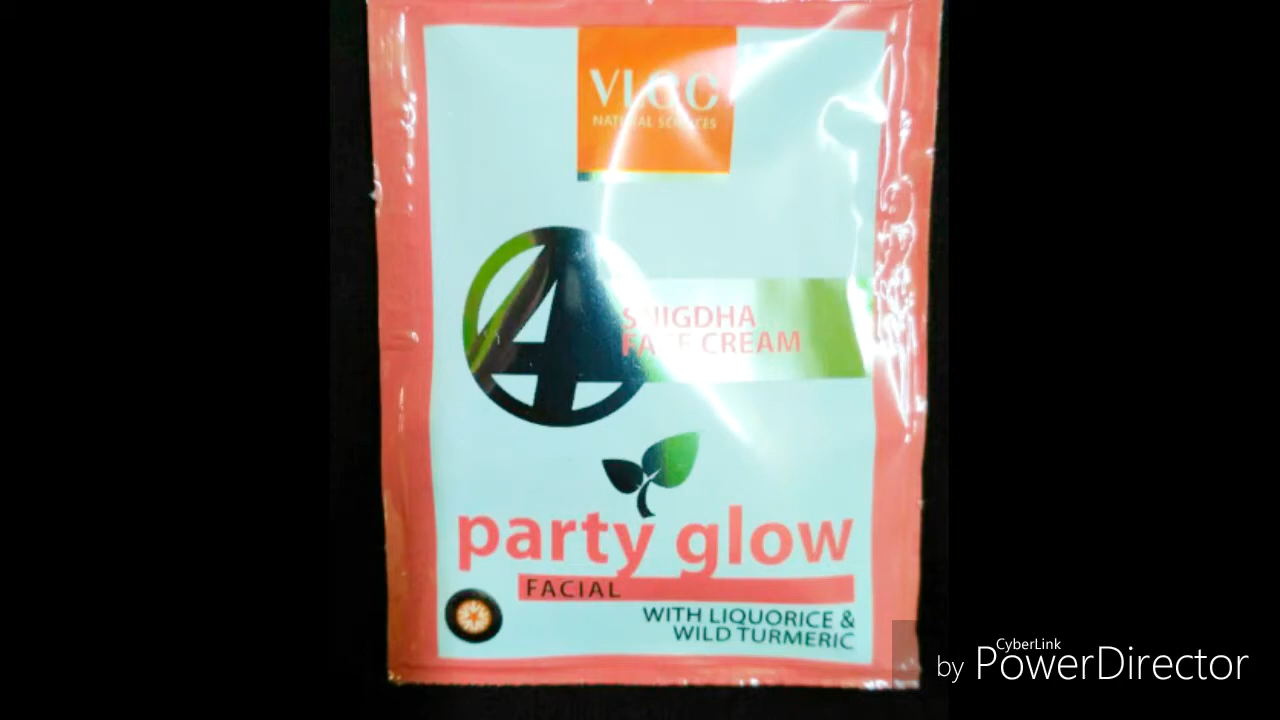 VLCC
NATURAL SCIENCES
4
SNIGDHA
FACE CREAM
party glow
FACIAL
WITH LIQUORICE &
WILD TURMERIC
CyberLink
by PowerDirector